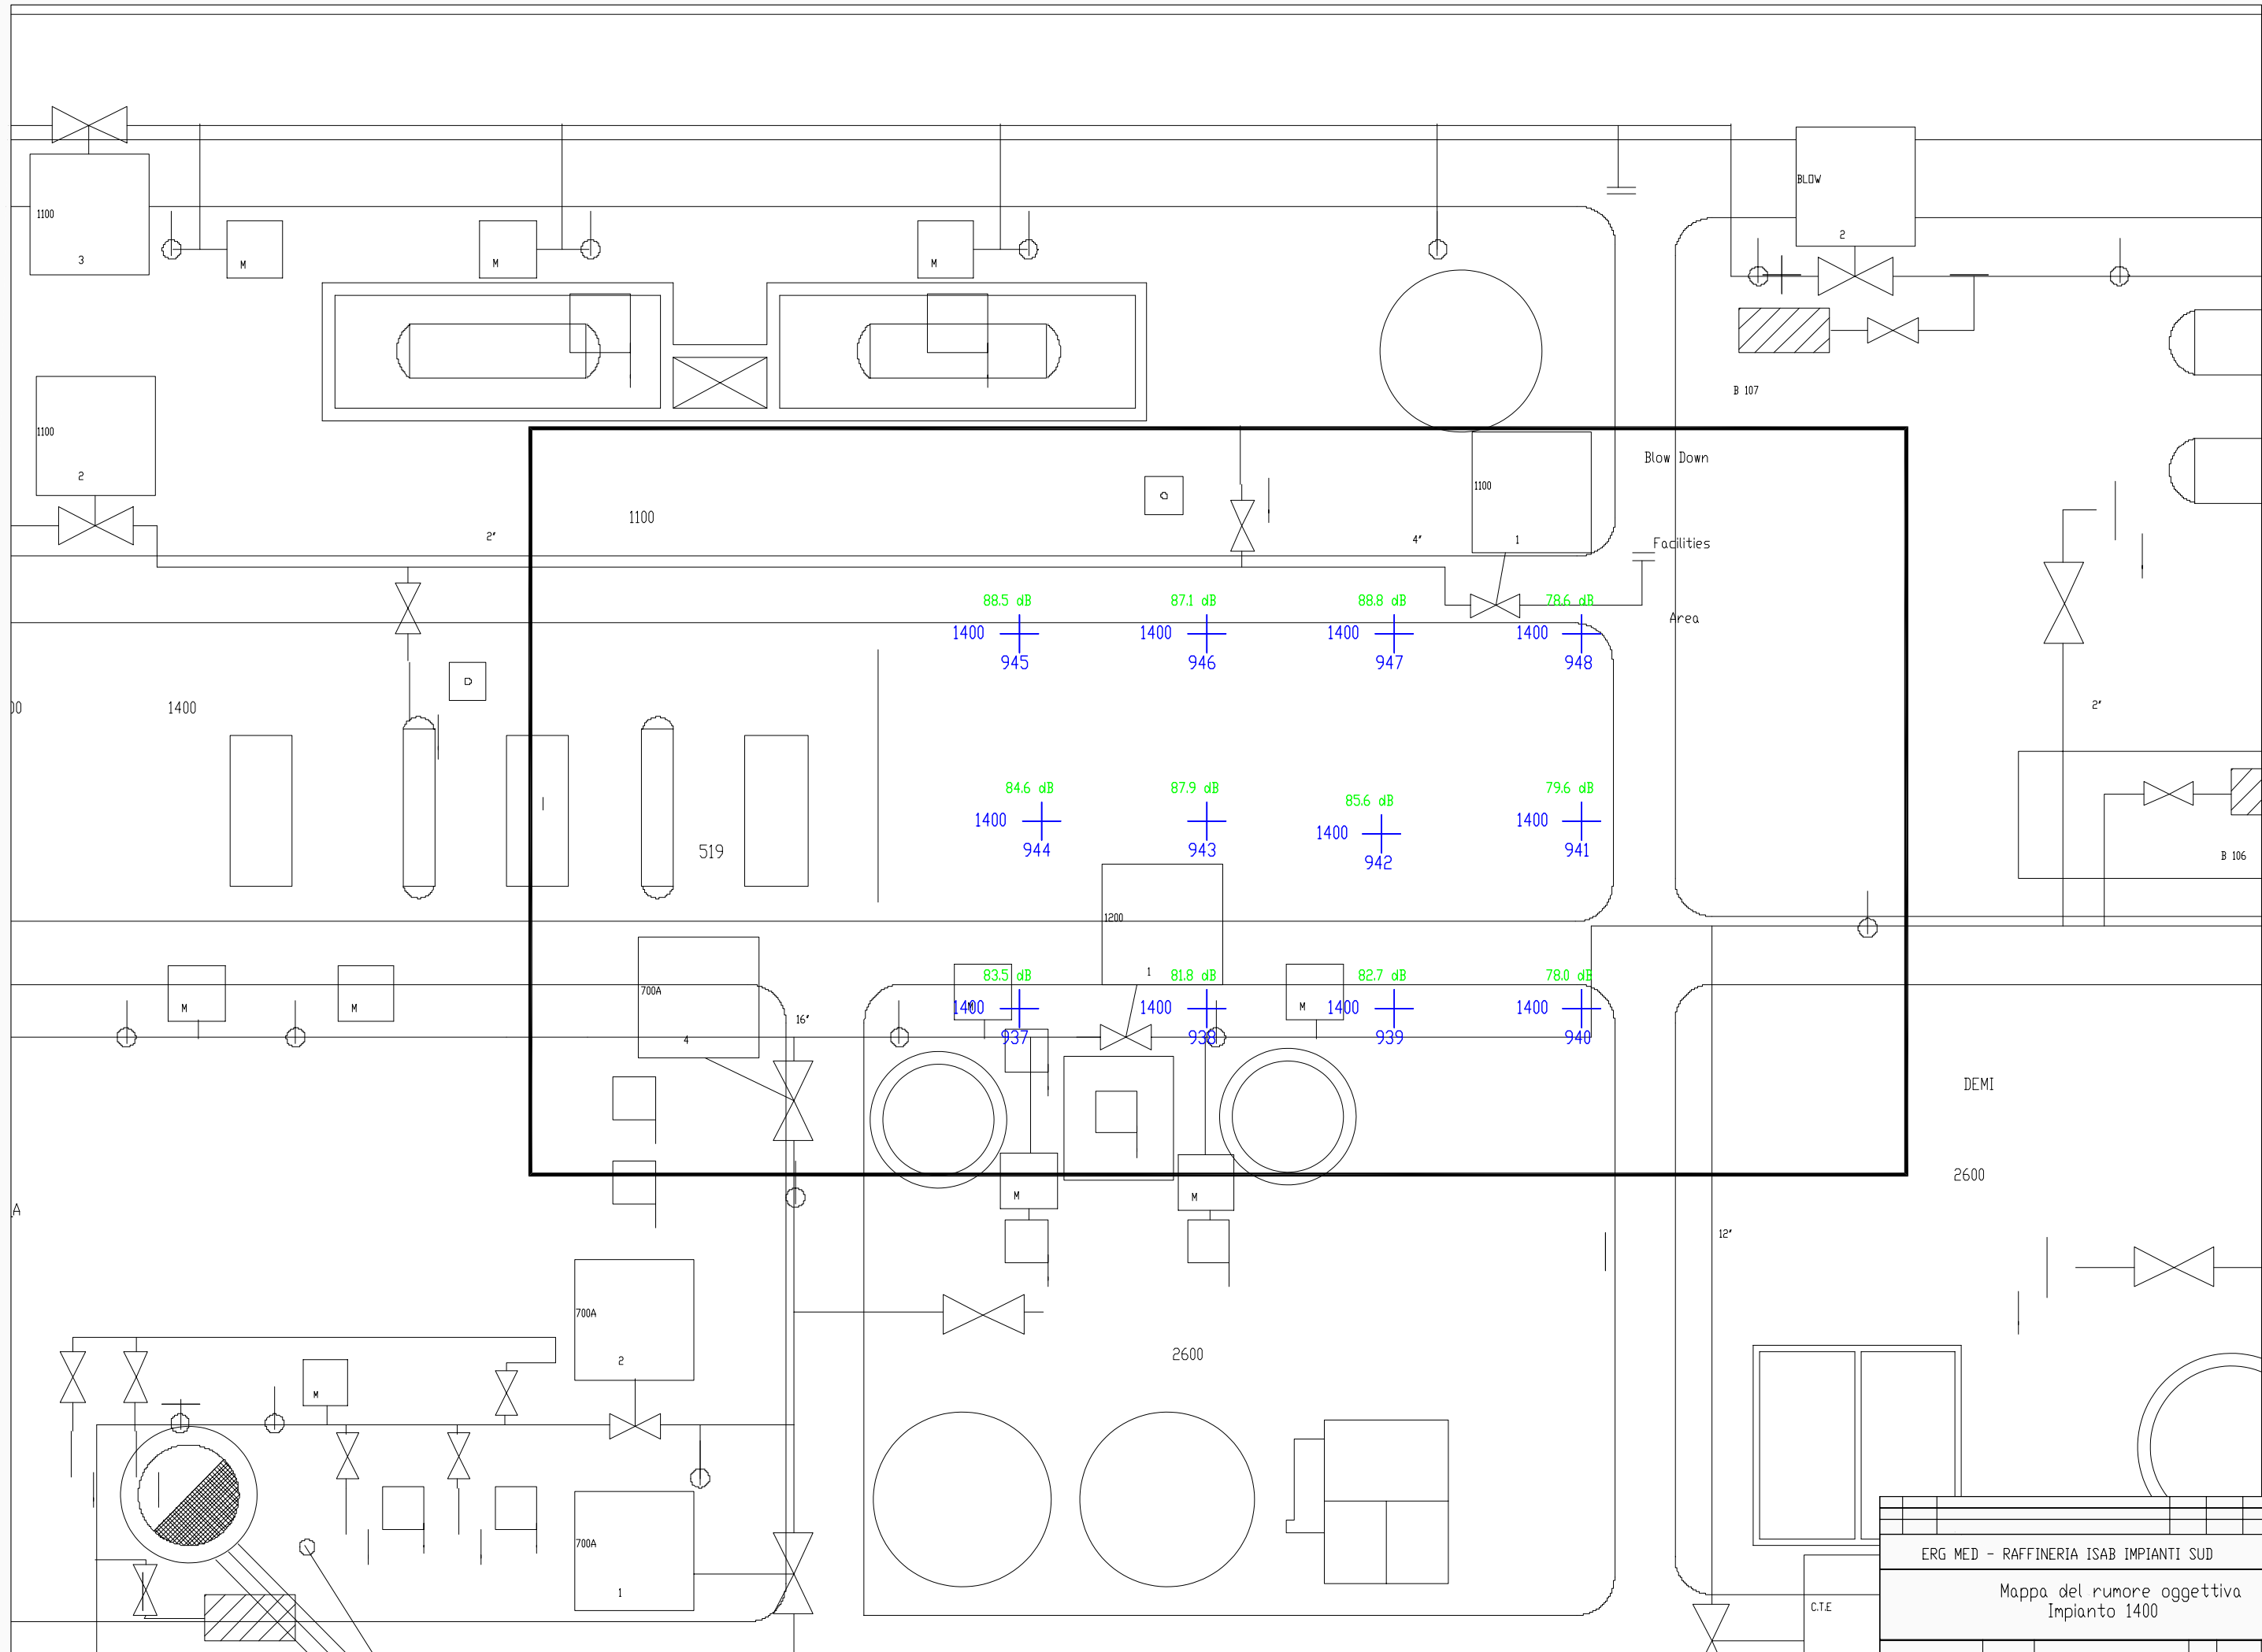 BLOW
2
1100
3
M
M
M
B 107
1100
2
Blow Down
1100
1
G
1100
2"
4"
Facilities
88.5 dB
87.1 dB
88.8 dB
78.6 dB
Area
1400
945
1400
946
1400
947
1400
948
D
00
1400
2"
84.6 dB
87.9 dB
85.6 dB
79.6 dB
1400
944
1400
943
1400
942
1400
941
519
B 106
1200
1
83.5 dB
81.8 dB
82.7 dB
78.0 dB
700A
4
M
M
M
M
1400
937
1400
938
1400
939
1400
940
16"
DEMI
2600
M
M
A
12"
700A
2
2600
M
700A
1
ERG MED - RAFFINERIA ISAB IMPIANTI SUD
Mappa del rumore oggettiva
Impianto 1400
C.T.E